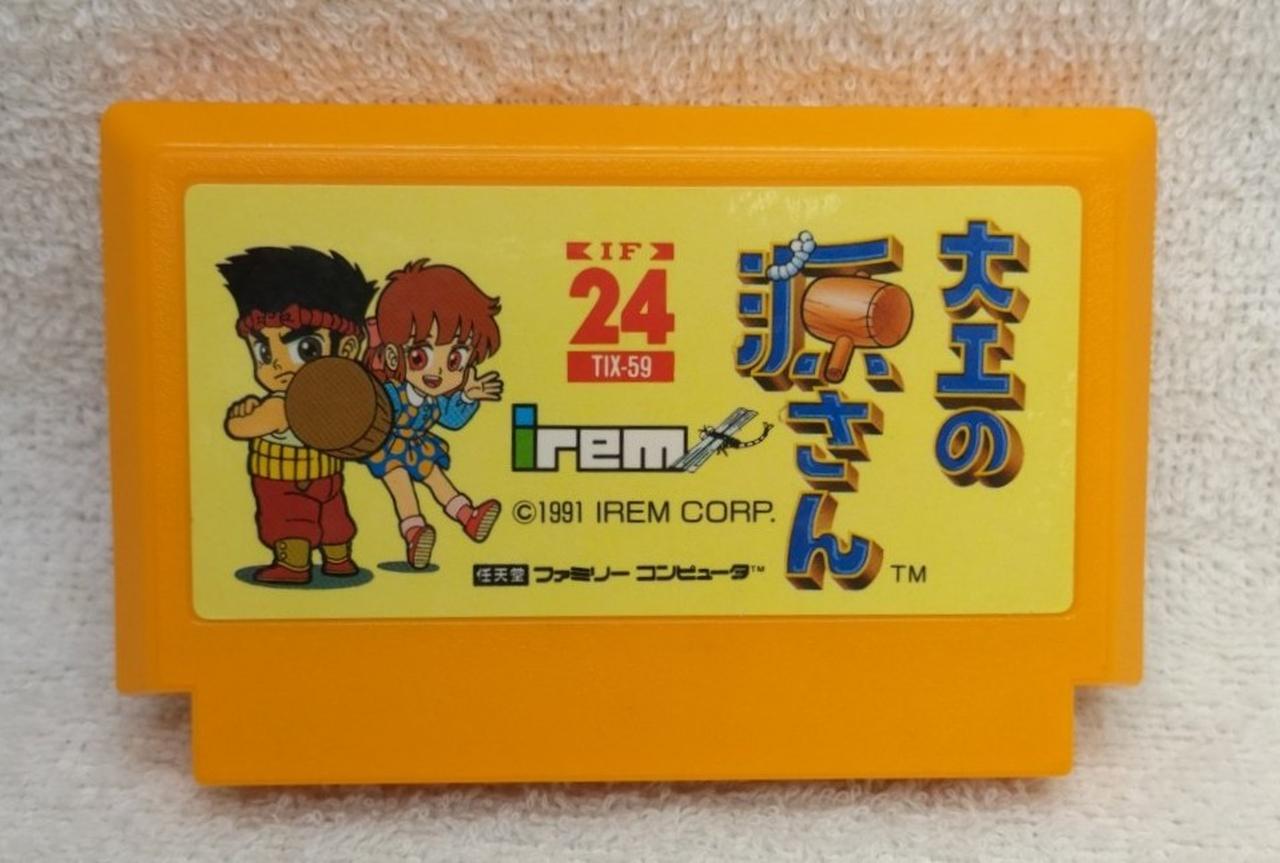 大工の
源さん
TM
IF
24
TIX-59
irem
©1991 IREM CORP.
任天堂 ファミリーコンピュータ™